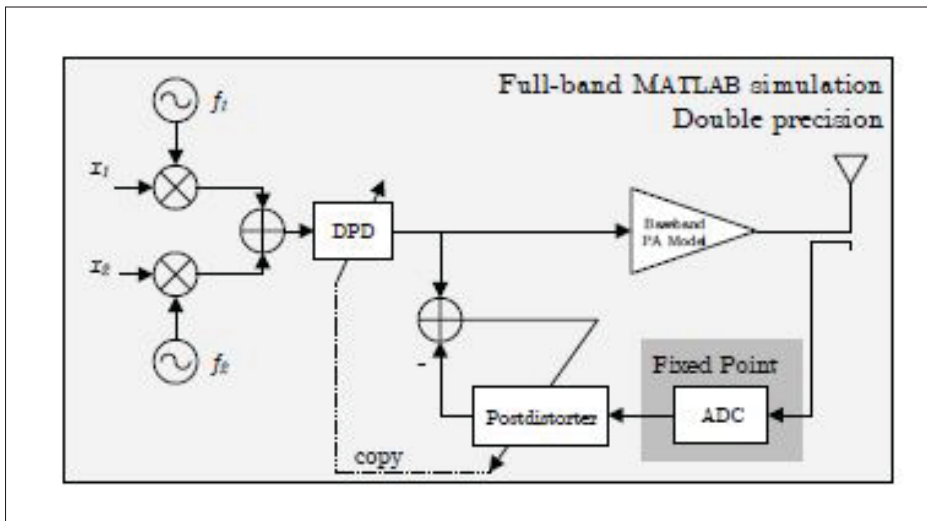 Full-band MATLAB simulation
Double precision
f1
x1
DPD
Baseband
PA Model
x2
f2
-
Fixed Point
ADC
Postdistorter
copy